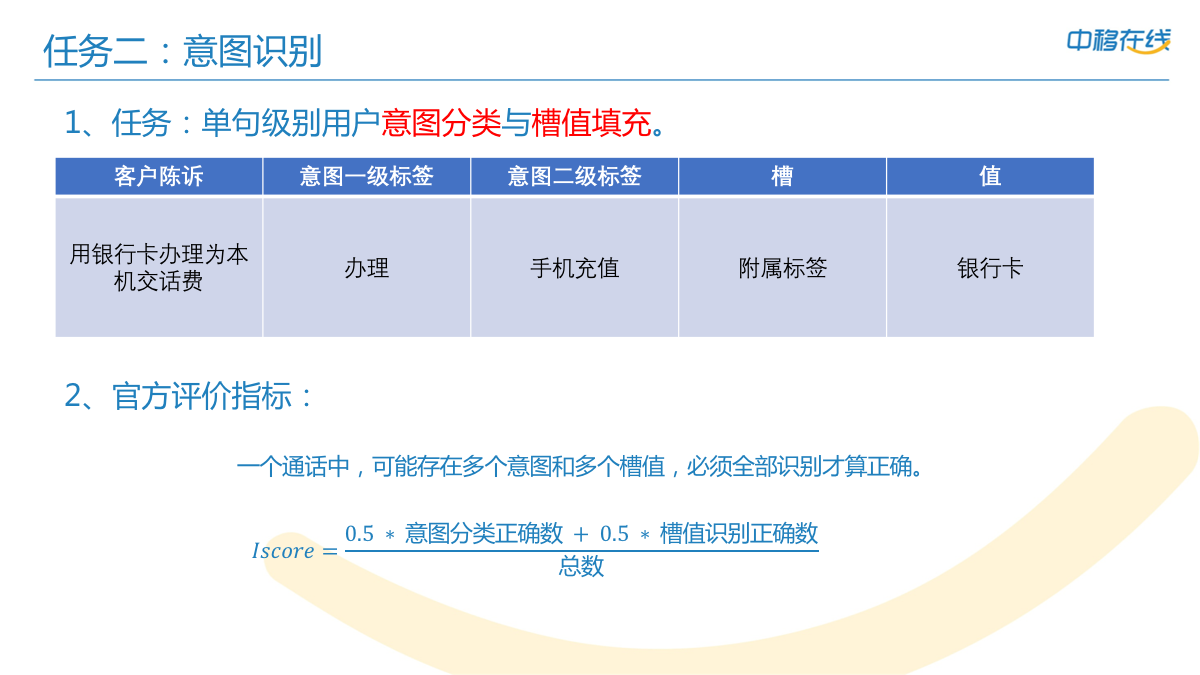 任务二：意图识别
中移在线
1、任务：单句级别用户意图分类与槽值填充。
客户陈诉 意图一级标签 意图二级标签 槽 值
用银行卡办理为本
机交话费
办理 手机充值 附属标签 银行卡
2、官方评价指标：
一个通话中，可能存在多个意图和多个槽值，必须全部识别才算正确。
Iscore = (0.5 * 意图分类正确数 + 0.5 * 槽值识别正确数) / 总数